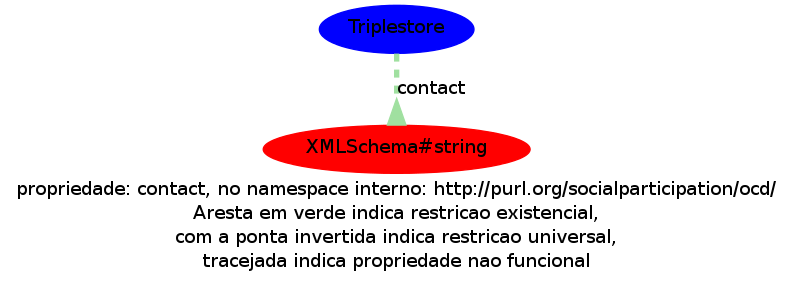 Triplestore
contact
XMLSchema#string
propriedade: contact, no namespace interno: http://purl.org/socialparticipation/ocd/
Aresta em verde indica restricao existencial,
com a ponta invertida indica restricao universal,
tracejada indica propriedade nao funcional